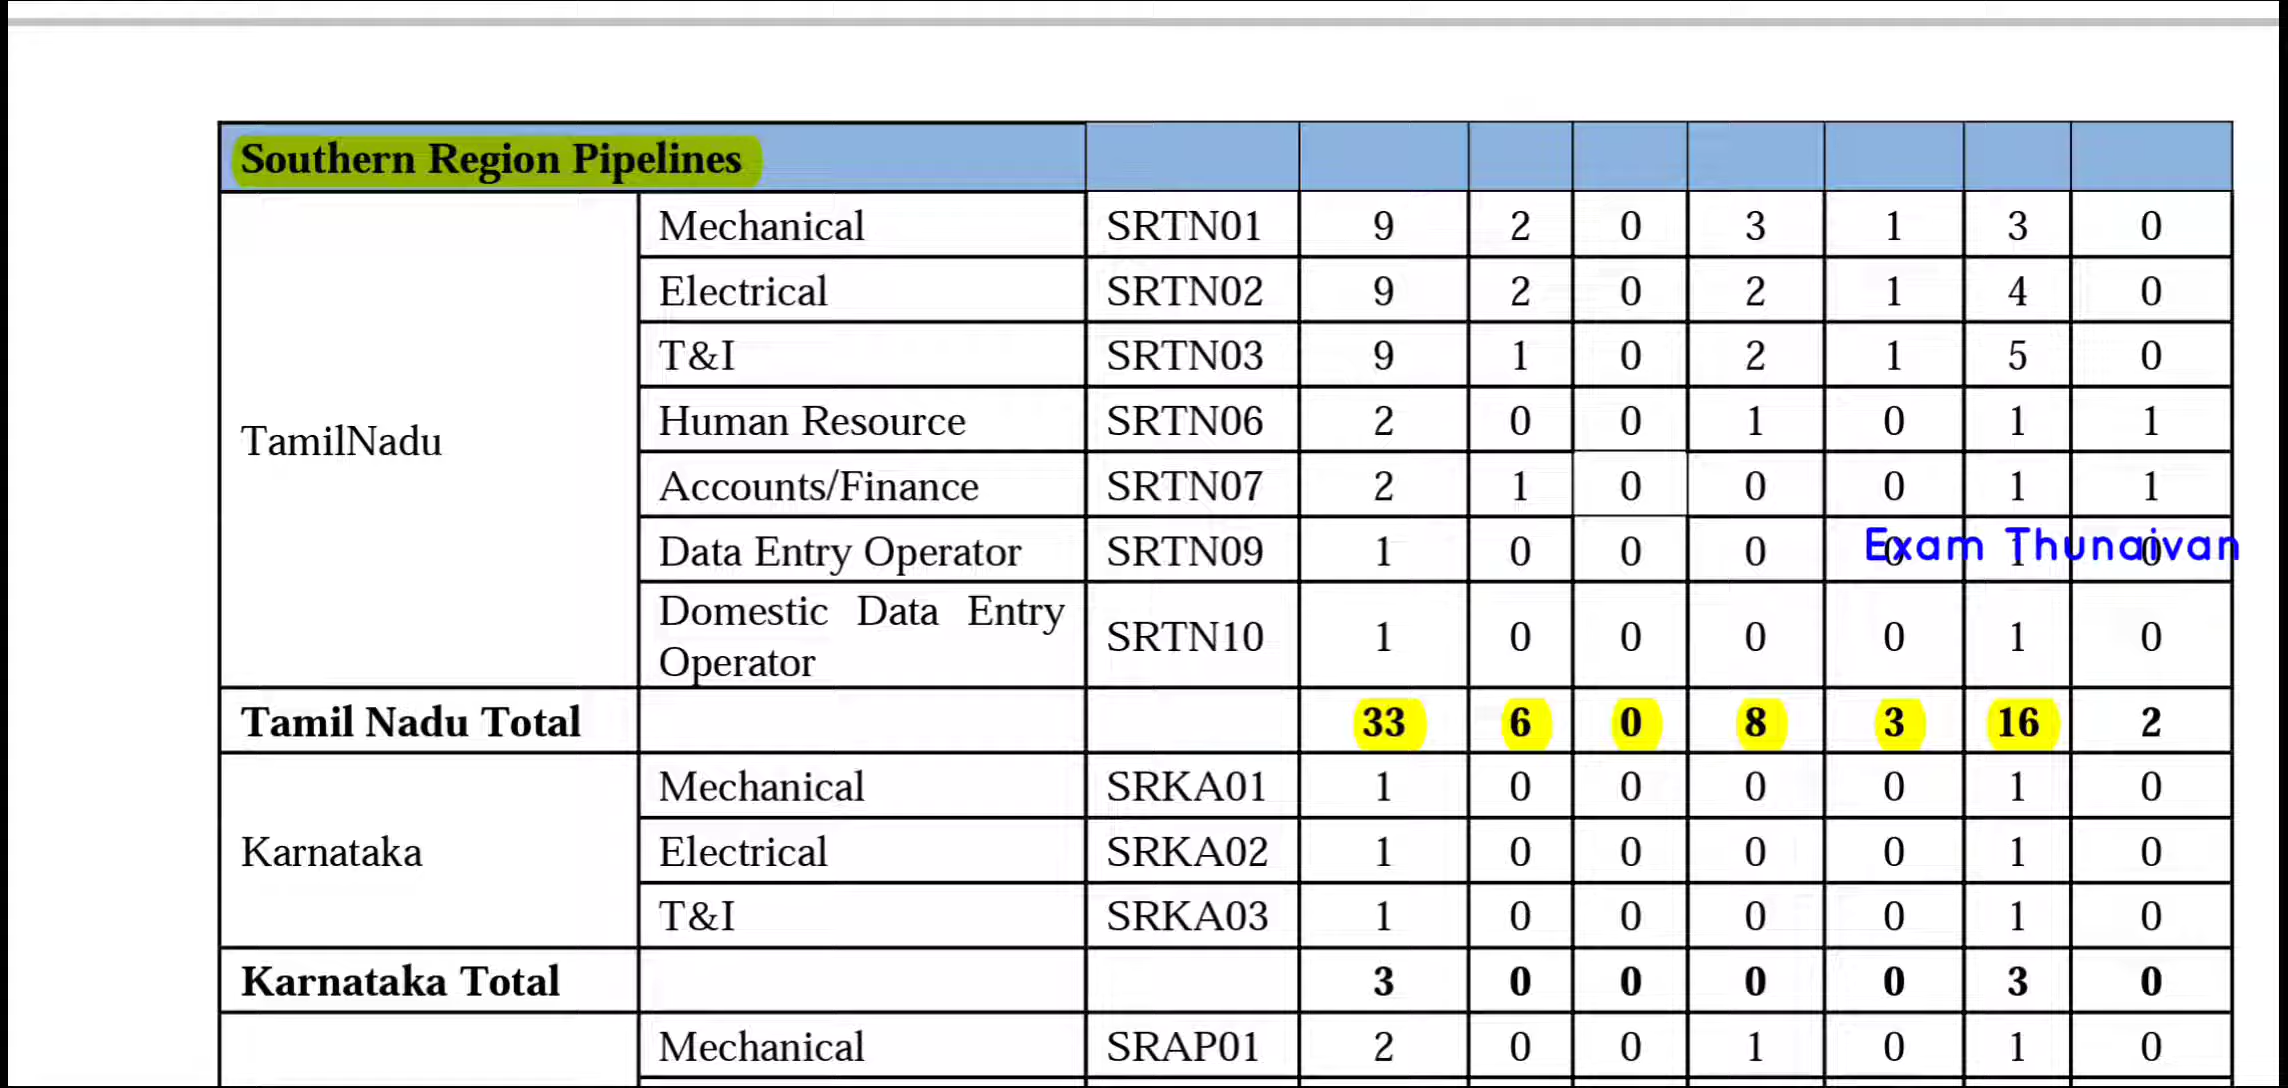 Southern Region Pipelines
TamilNadu
Mechanical SRTN01 9 2 0 3 1 3 0
Electrical SRTN02 9 2 0 2 1 4 0
T&I SRTN03 9 1 0 2 1 5 0
Human Resource SRTN06 2 0 0 1 0 1 1
Accounts/Finance SRTN07 2 1 0 0 0 1 1
Data Entry Operator SRTN09 1 0 0 0 0 1 0
Exam Thunaivan
Domestic Data Entry
Operator
SRTN10 1 0 0 0 0 1 0
Tamil Nadu Total 33 6 0 8 3 16 2
Karnataka
Mechanical SRKA01 1 0 0 0 0 1 0
Electrical SRKA02 1 0 0 0 0 1 0
T&I SRKA03 1 0 0 0 0 1 0
Karnataka Total 3 0 0 0 0 3 0
Mechanical SRAP01 2 0 0 1 0 1 0